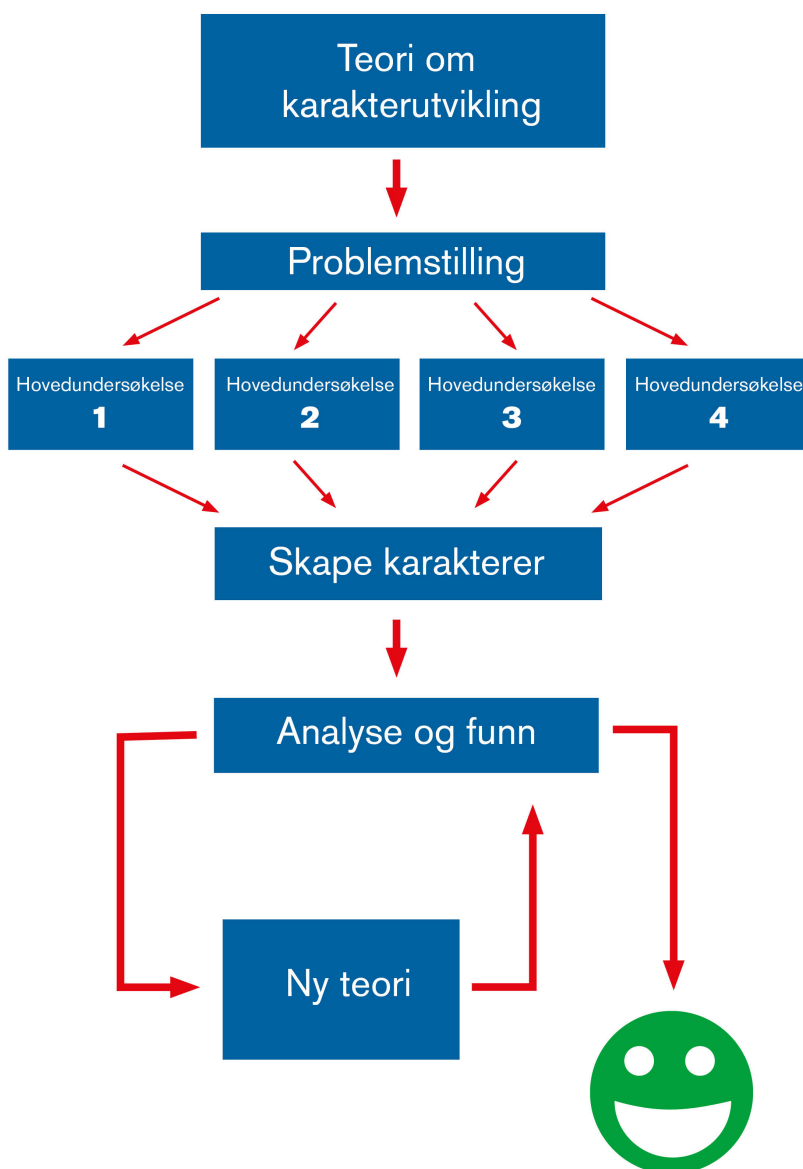 Teori om
karakterutvikling
Problemstilling
Hovedundersøkelse
1
Hovedundersøkelse
2
Hovedundersøkelse
3
Hovedundersøkelse
4
Skape karakterer
Analyse og funn
Ny teori